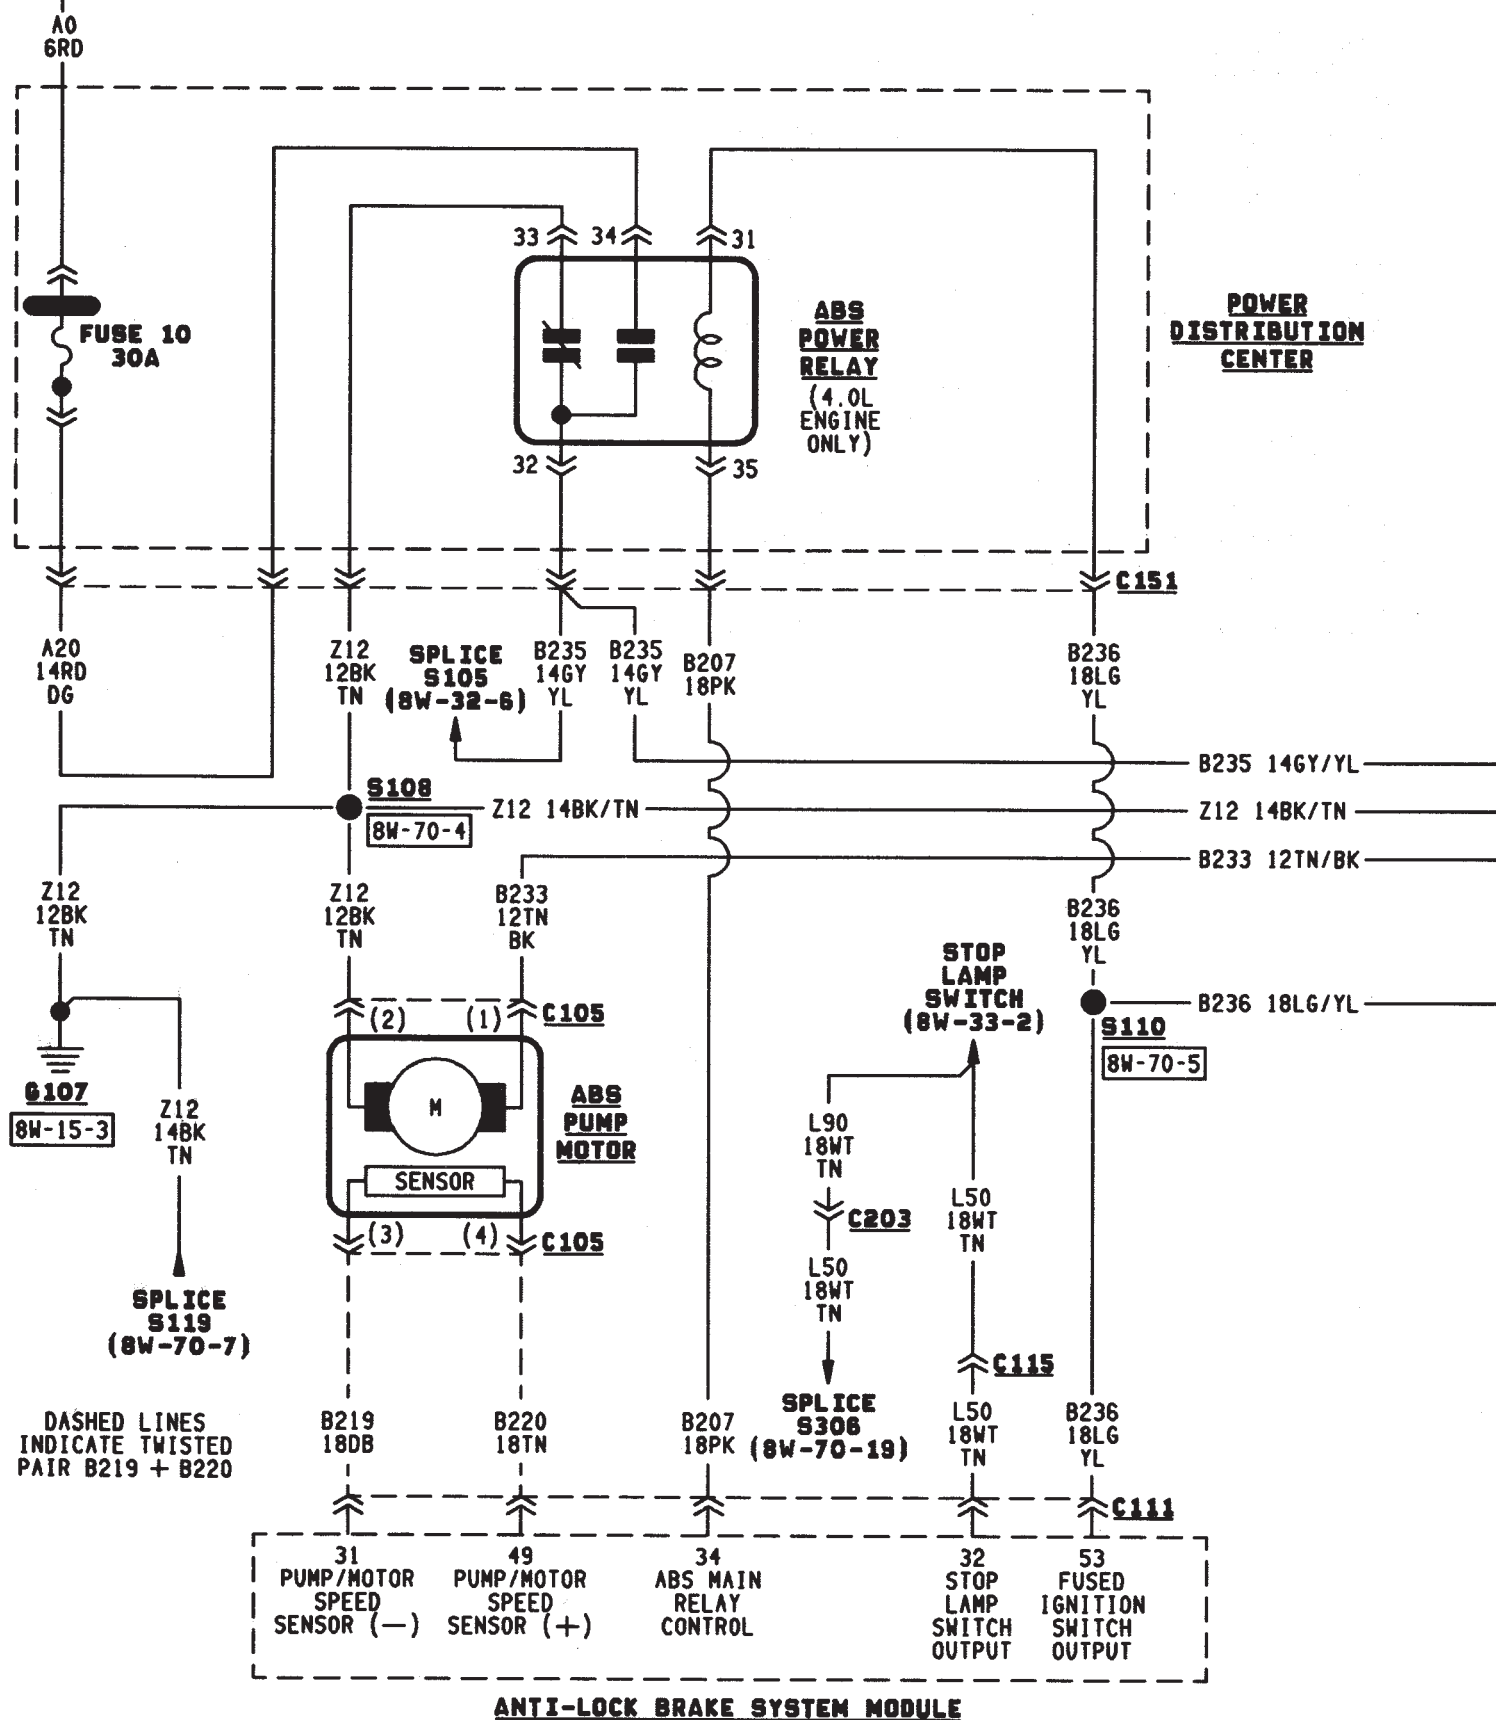 A0
6RD
33
34
31
FUSE 10
30A
ABS
POWER
RELAY
(4.0L
ENGINE
ONLY)
POWER
DISTRIBUTION
CENTER
32
35
C151
A20
14RD
DG
Z12
12BK
TN
SPLICE
S105
(8W-32-6)
B235
14GY
YL
B235
14GY
YL
B207
18PK
B236
18LG
YL
B235 14GY/YL
S108
8W-70-4
Z12 14BK/TN
Z12 14BK/TN
B233 12TN/BK
Z12
12BK
TN
Z12
12BK
TN
B233
12TN
BK
B236
18LG
YL
STOP
LAMP
SWITCH
(8W-33-2)
B236 18LG/YL
S110
8W-70-5
(2)
(1)
C105
G107
8W-15-3
Z12
14BK
TN
M
SENSOR
ABS
PUMP
MOTOR
L90
18WT
TN
C203
L50
18WT
TN
L50
18WT
TN
(3)
(4)
C105
SPLICE
S119
(8W-70-7)
C115
SPLICE
S306
(8W-70-19)
DASHED LINES
INDICATE TWISTED
PAIR B219 + B220
B219
18DB
B220
18TN
B207
18PK
L50
18WT
TN
B236
18LG
YL
C111
31
PUMP/MOTOR
SPEED
SENSOR (—)
49
PUMP/MOTOR
SPEED
SENSOR (+)
34
ABS MAIN
RELAY
CONTROL
32
STOP
LAMP
SWITCH
OUTPUT
53
FUSED
IGNITION
SWITCH
OUTPUT
ANTI-LOCK BRAKE SYSTEM MODULE